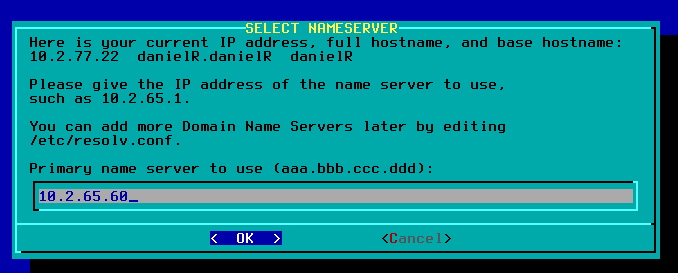 SELECT NAMESERVER
Here is your current IP address, full hostname, and base hostname:
10.2.77.22  danielR.danielR  danielR
Please give the IP address of the name server to use,
such as 10.2.65.1.
You can add more Domain Name Servers later by editing
/etc/resolv.conf.
Primary name server to use (aaa.bbb.ccc.ddd):
10.2.65.60_
<  OK  > <Cancel>